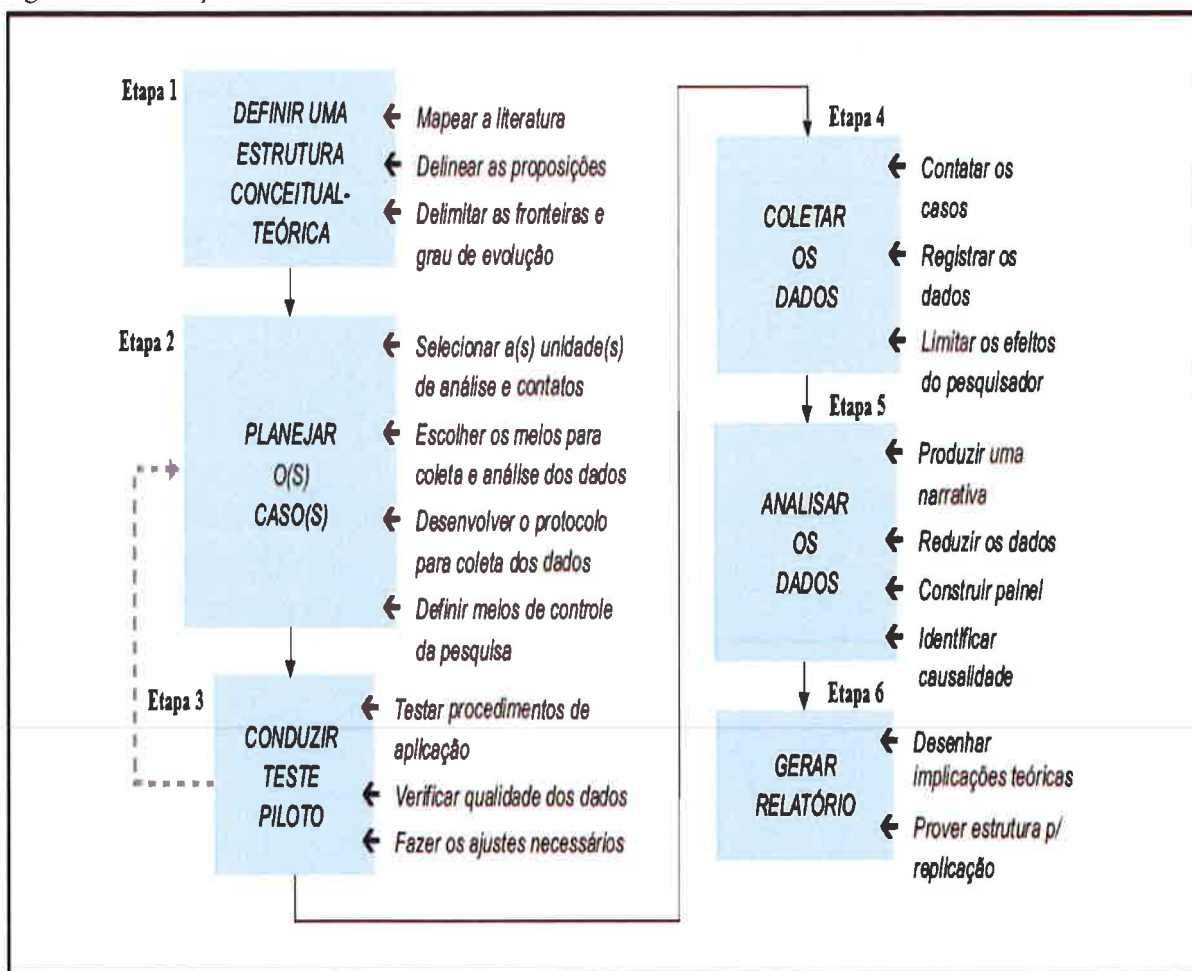 Etapa 1
DEFINIR UMA
ESTRUTURA
CONCEITUAL-
TEÓRICA
← Mapear a literatura
← Delinear as proposições
← Delimitar as fronteiras e
grau de evolução
Etapa 2
PLANEJAR
O(S)
CASO(S)
← Selecionar a(s) unidade(s)
de análise e contatos
← Escolher os meios para
coleta e análise dos dados
← Desenvolver o protocolo
para coleta dos dados
← Definir meios de controle
da pesquisa
Etapa 3
CONDUZIR
TESTE
PILOTO
← Testar procedimentos de
aplicação
← Verificar qualidade dos dados
← Fazer os ajustes necessários
Etapa 4
COLETAR
OS
DADOS
← Contatar os
casos
← Registrar os
dados
← Limitar os efeitos
do pesquisador
Etapa 5
ANALISAR
OS
DADOS
← Produzir uma
narrativa
← Reduzir os dados
← Construir painel
← Identificar
causalidade
Etapa 6
GERAR
RELATÓRIO
← Desenhar
implicações teóricas
← Prover estrutura p/
replicação